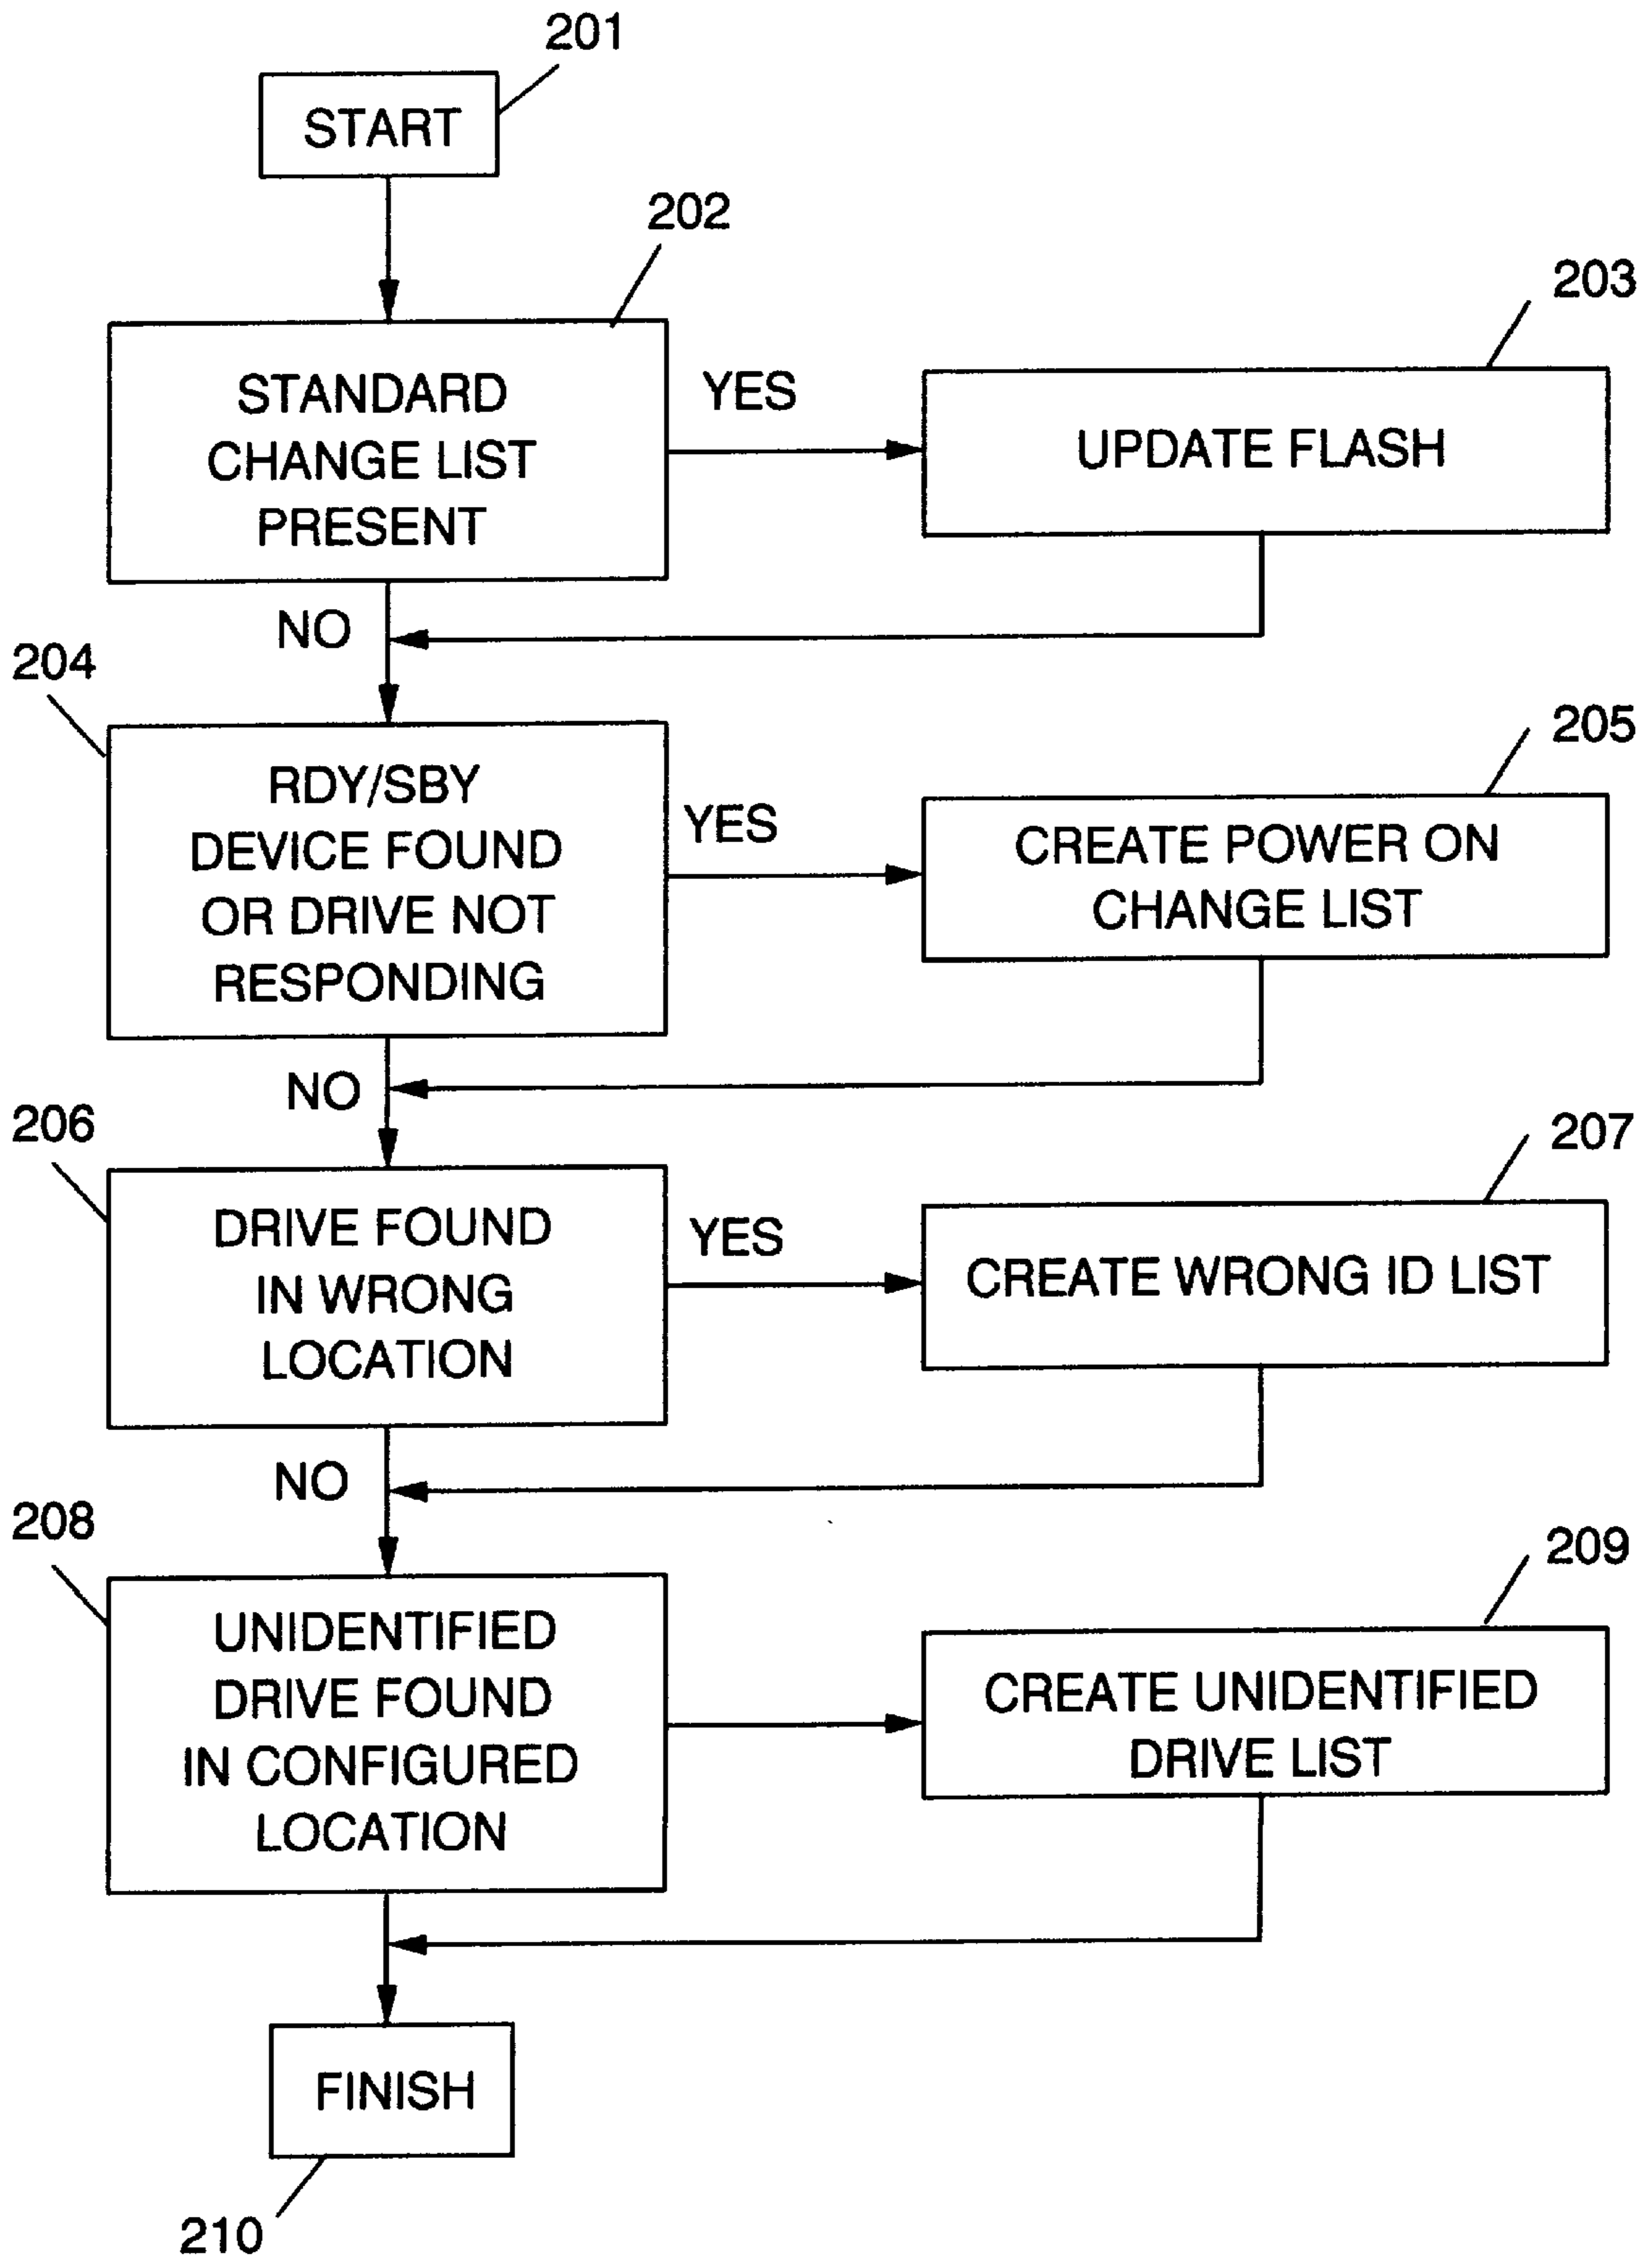 201
START
202
203
STANDARD
CHANGE LIST
PRESENT
YES
UPDATE FLASH
NO
204
205
RDY/SBY
DEVICE FOUND
OR DRIVE NOT
RESPONDING
YES
CREATE POWER ON
CHANGE LIST
NO
206
207
DRIVE FOUND
IN WRONG
LOCATION
YES
CREATE WRONG ID LIST
NO
208
209
UNIDENTIFIED
DRIVE FOUND
IN CONFIGURED
LOCATION
CREATE UNIDENTIFIED
DRIVE LIST
FINISH
210